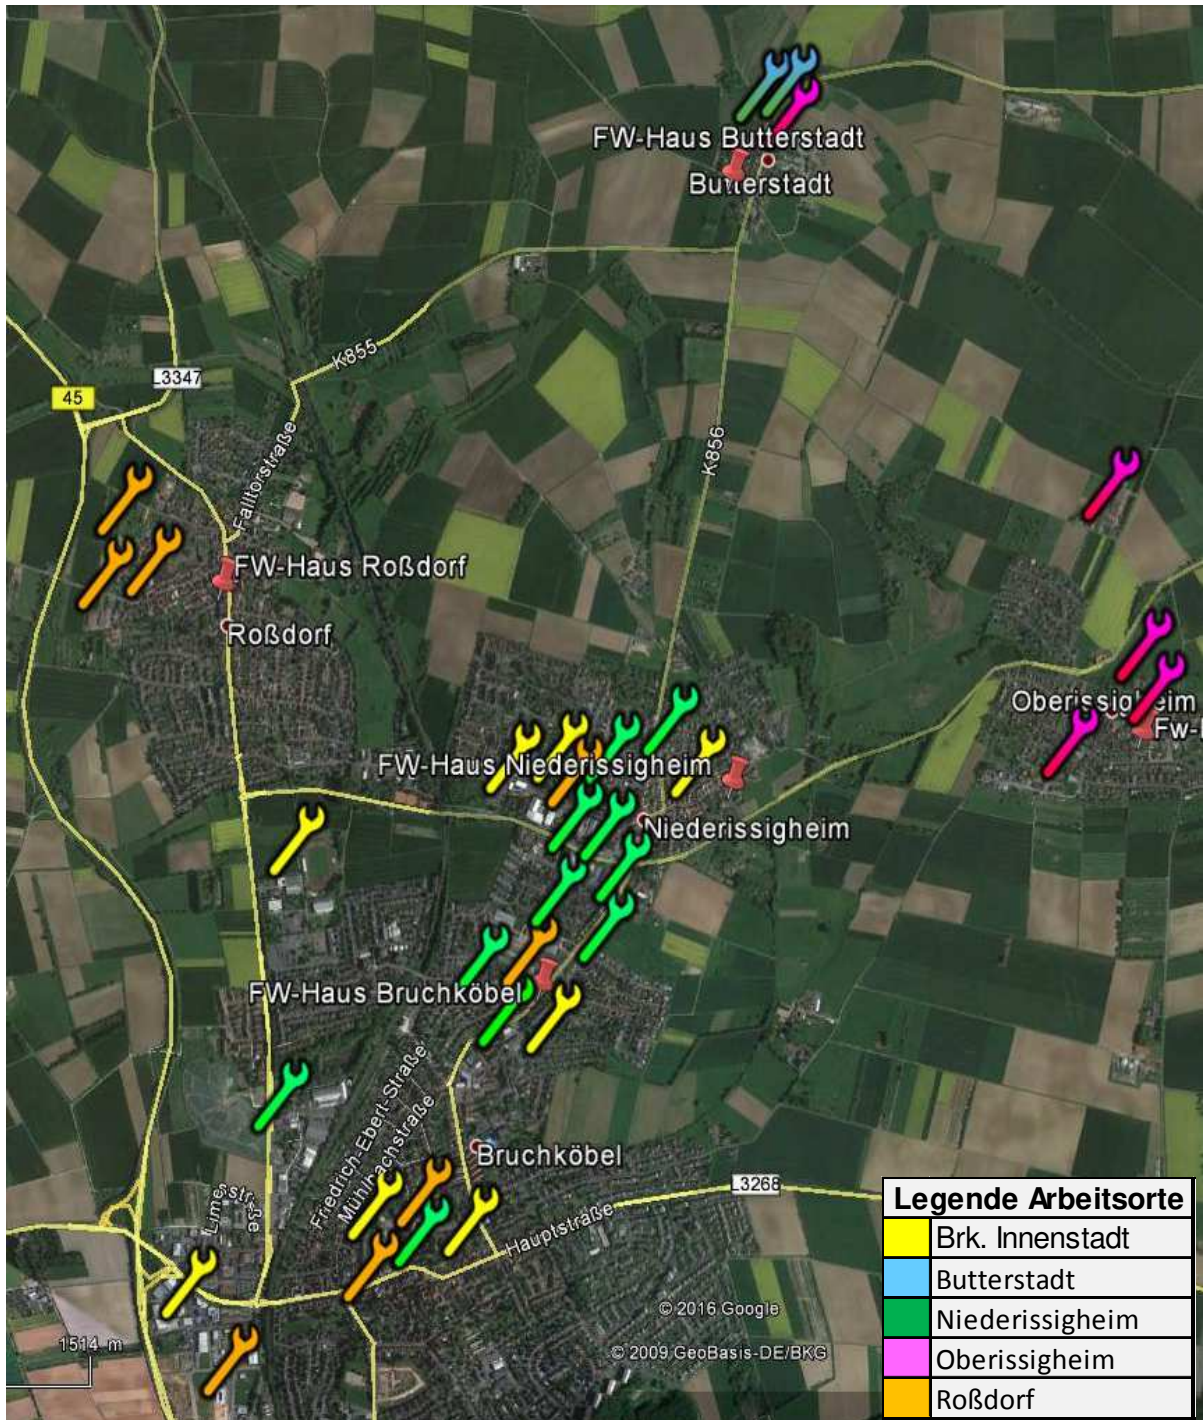 FW-Haus Butterstadt
Butterstadt
K855
L3347
45
Falltorstraße
K856
FW-Haus Roßdorf
Roßdorf
Oberissigheim
FW-Haus Niederissigheim
Niederissigheim
FW-Haus Bruchköbel
Friedrich-Ebert-Straße
Mühlbachstraße
Bruchköbel
L3268
Limesstraße
Hauptstraße
© 2016 Google
© 2009 GeoBasis-DE/BKG
1514 m
Legende Arbeitsorte
Brk. Innenstadt
Butterstadt
Niederissigheim
Oberissigheim
Roßdorf